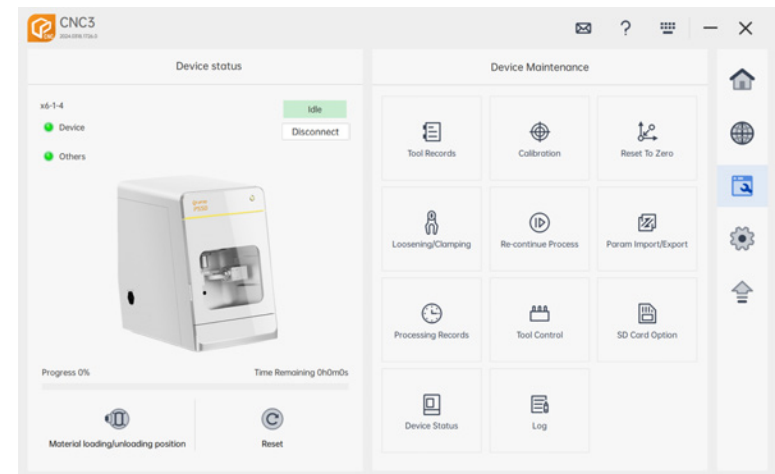 CNC3
Device status
Device Maintenance
x6-1-4
Idle
Device
Disconnect
Others
Tool Records
Calibration
Reset To Zero
Loosening/Clamping
Re-continue Process
Param Import/Export
Processing Records
Tool Control
SD Card Option
Progress 0%
Time Remaining 0h0m0s
Device Status
Log
Material loading/unloading position
Reset